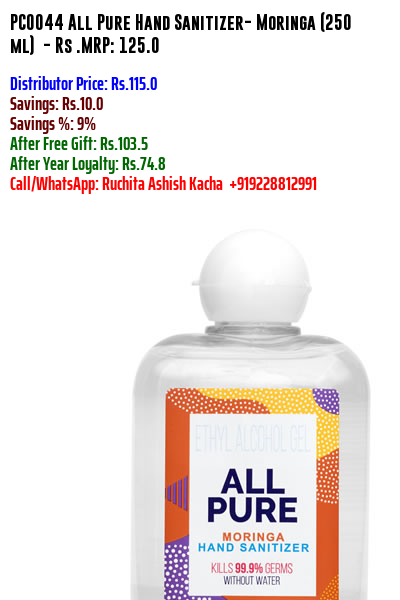 PC0044 All Pure Hand Sanitizer- Moringa (250
ml) - Rs .MRP: 125.0
Distributor Price: Rs.115.0
Savings: Rs.10.0
Savings %: 9%
After Free Gift: Rs.103.5
After Year Loyalty: Rs.74.8
Call/WhatsApp: Ruchita Ashish Kacha +919228812991
ETHYL ALCOHOL GEL
ALL
PURE
MORINGA
HAND SANITIZER
KILLS 99.9% GERMS
WITHOUT WATER